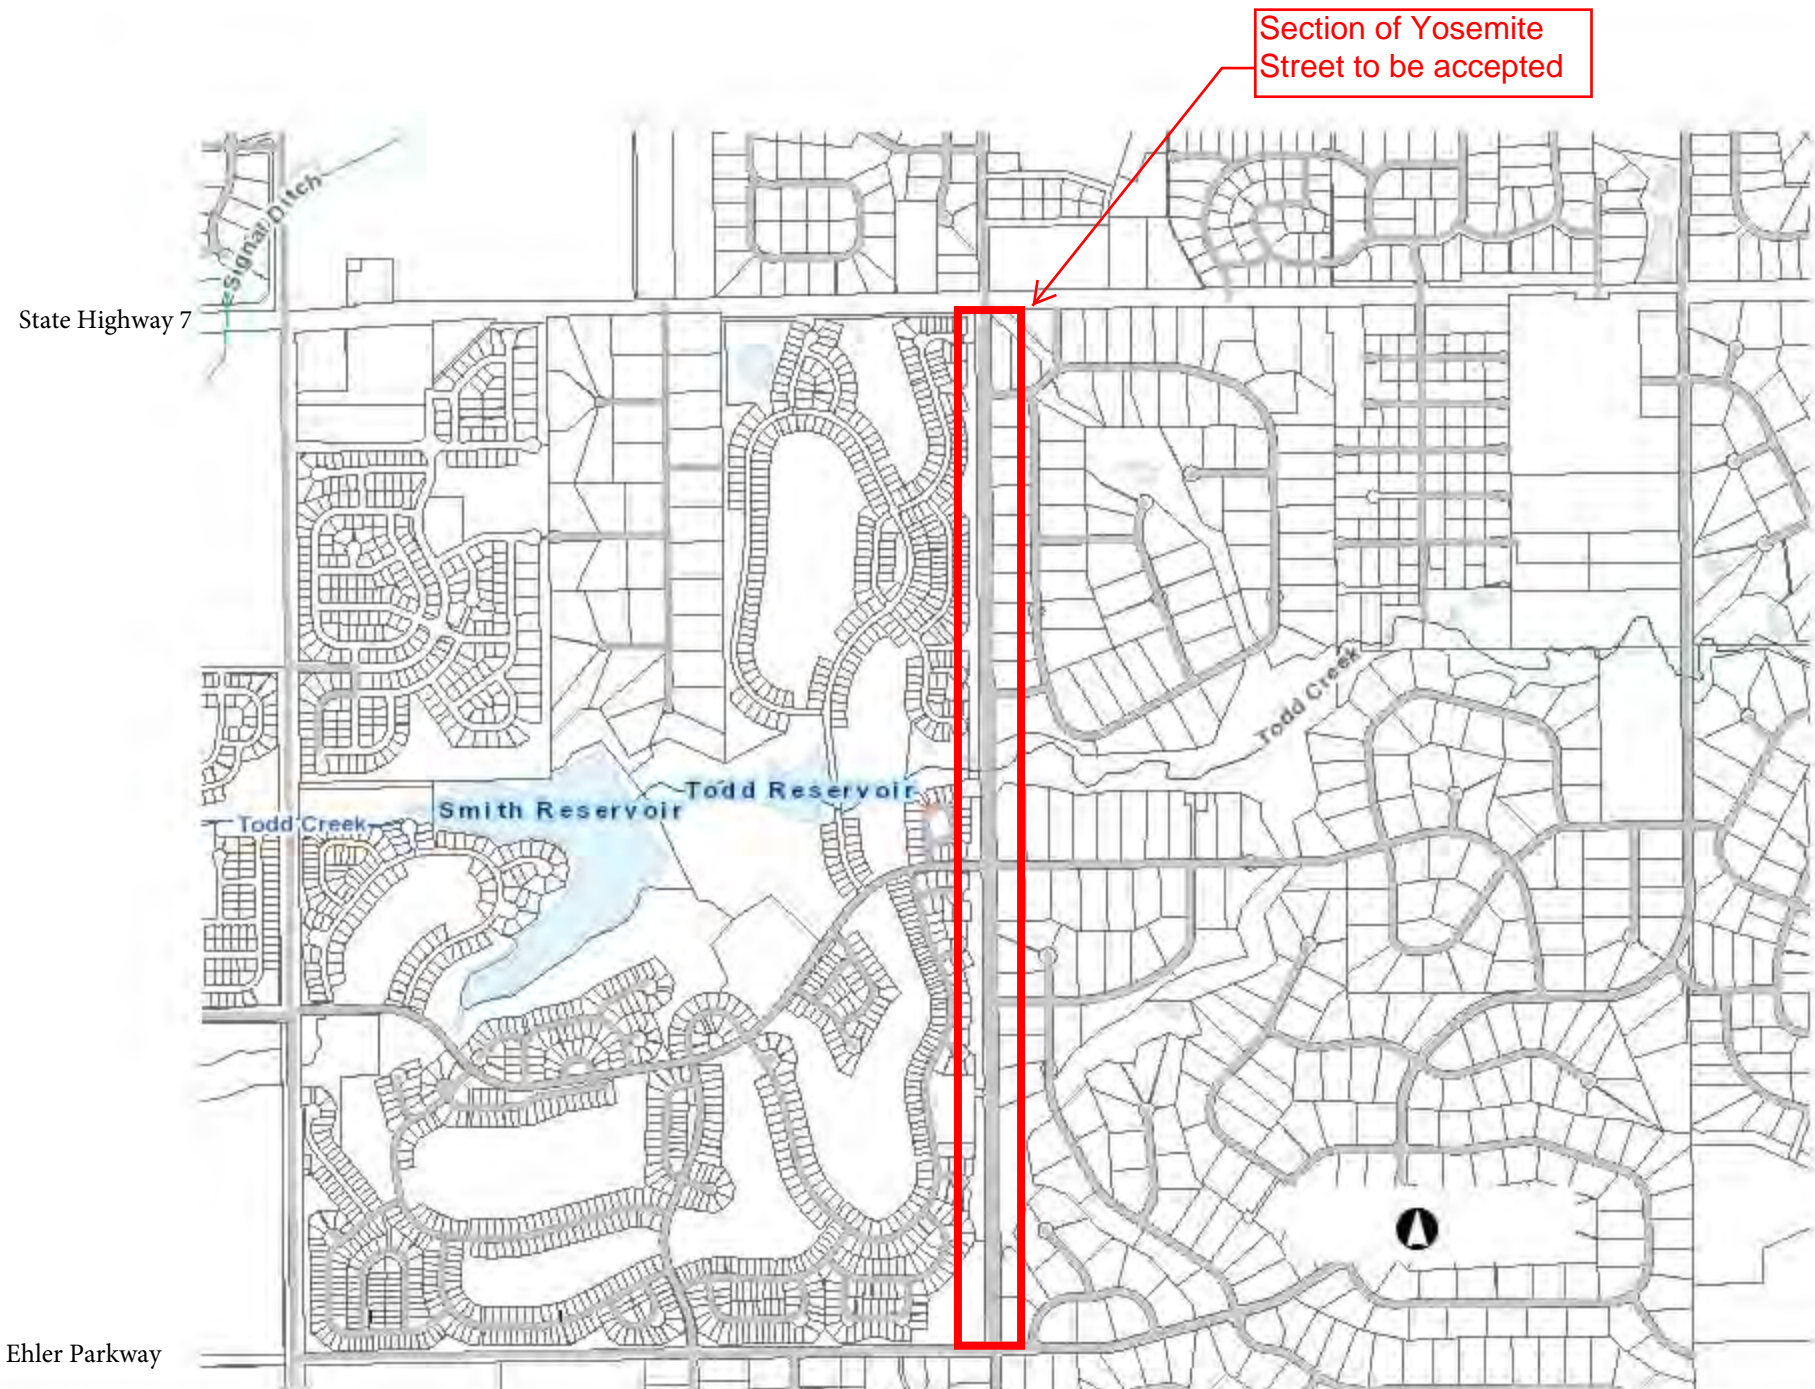 Section of Yosemite
Street to be accepted
Signal Ditch
State Highway 7
Todd Creek
Todd Reservoir
Smith Reservoir
Todd Creek
Ehler Parkway